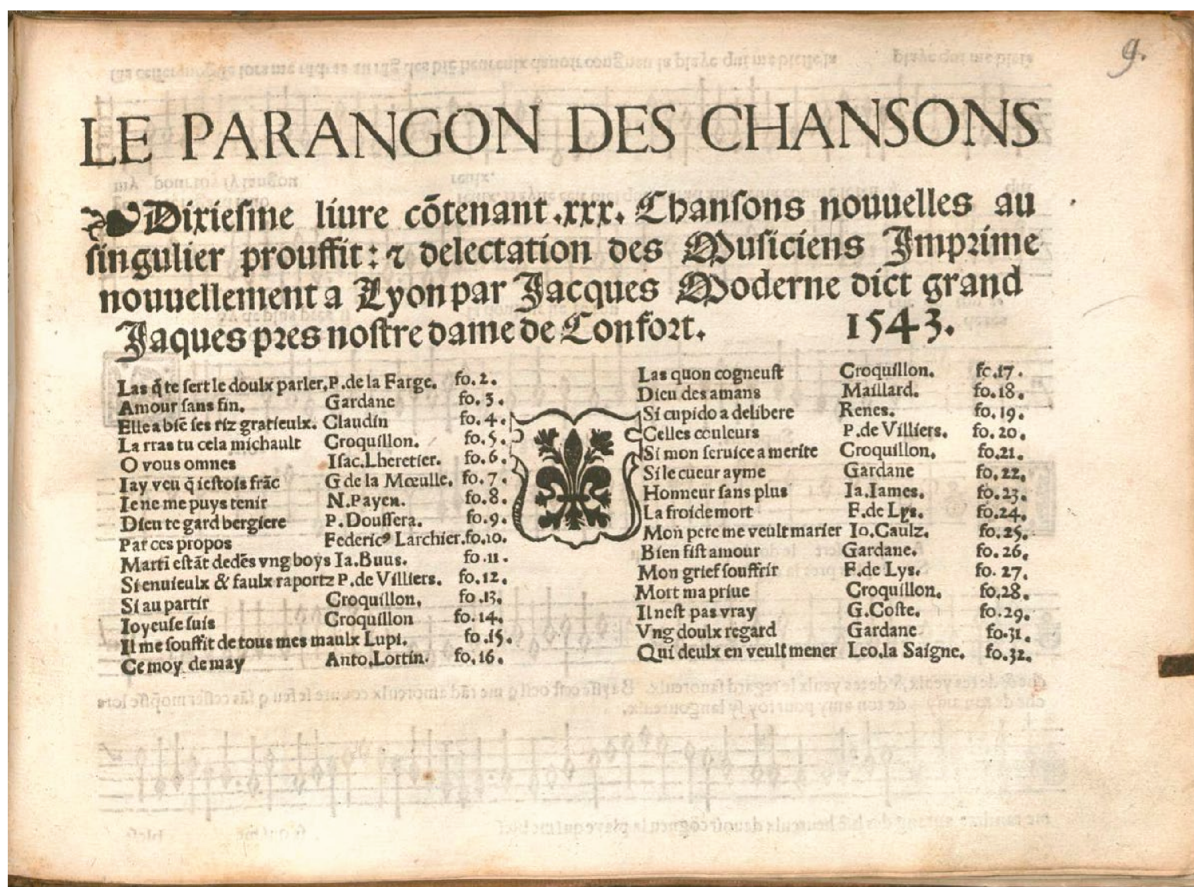 9.
LE PARANGON DES CHANSONS
Dixiesme liure cõtenant .xxx. Chansons nouuelles au
singulier prouffit: ⁊ delectation des Musiciens Imprime
nouuellement a Lyon par Jacques Moderne dict grand
Jaques pres nostre dame de Confort. 1543.
Las q̃ te sert le doulx parler, P.de la Farge. fo.2.
Amour sans fin. Gardane fo.3.
Elle a biẽ ses riz gratieulx. Claudin fo.4.
La rras tu cela michault Croquillon. fo.5.
O vous omnes Isac.Lheretier. fo.6.
Iay veu q̃ iestois frãc G de la Mœulle. fo.7.
Ie ne me puys tenir N.Payen. fo.8.
Dieu te gard bergiere P.Doussera. fo.9.
Par ces propos Federicꝰ Larchier.fo.10.
Marti estãt dedẽs vng boys Ia.Buus. fo.11.
Si enuieulx & faulx raportz P.de Villiers. fo.12.
Si au partir Croquillon, fo.13.
Ioyeuse suis Croquillon fo.14.
Il me souffit de tous mes maulx Lupi. fo.15.
Ce moy de may Anto.Lortin. fo.16.
Las quon cogneust Croquillon. fo.17.
Dieu des amans Maillard. fo.18.
Si cupido a delibere Renes. fo.19.
Celles couleurs P.de Villiers. fo.20.
Si mon seruice a merite Croquillon. fo.21.
Si le cueur ayme Gardane fo.22.
Honneur sans plus Ia.Iames. fo.23.
La froide mort F.de Lys. fo.24.
Mon pere me veult marier Io.Caulz. fo.25.
Bien fist amour Gardane. fo.26.
Mon grief souffrir F.de Lys. fo.27.
Mort ma priue Croquillon. fo.28.
Il nest pas vray G.Coste. fo.29.
Vng doulx regard Gardane fo.31.
Qui deulx en veult mener Leo.la Saigne. fo.32.